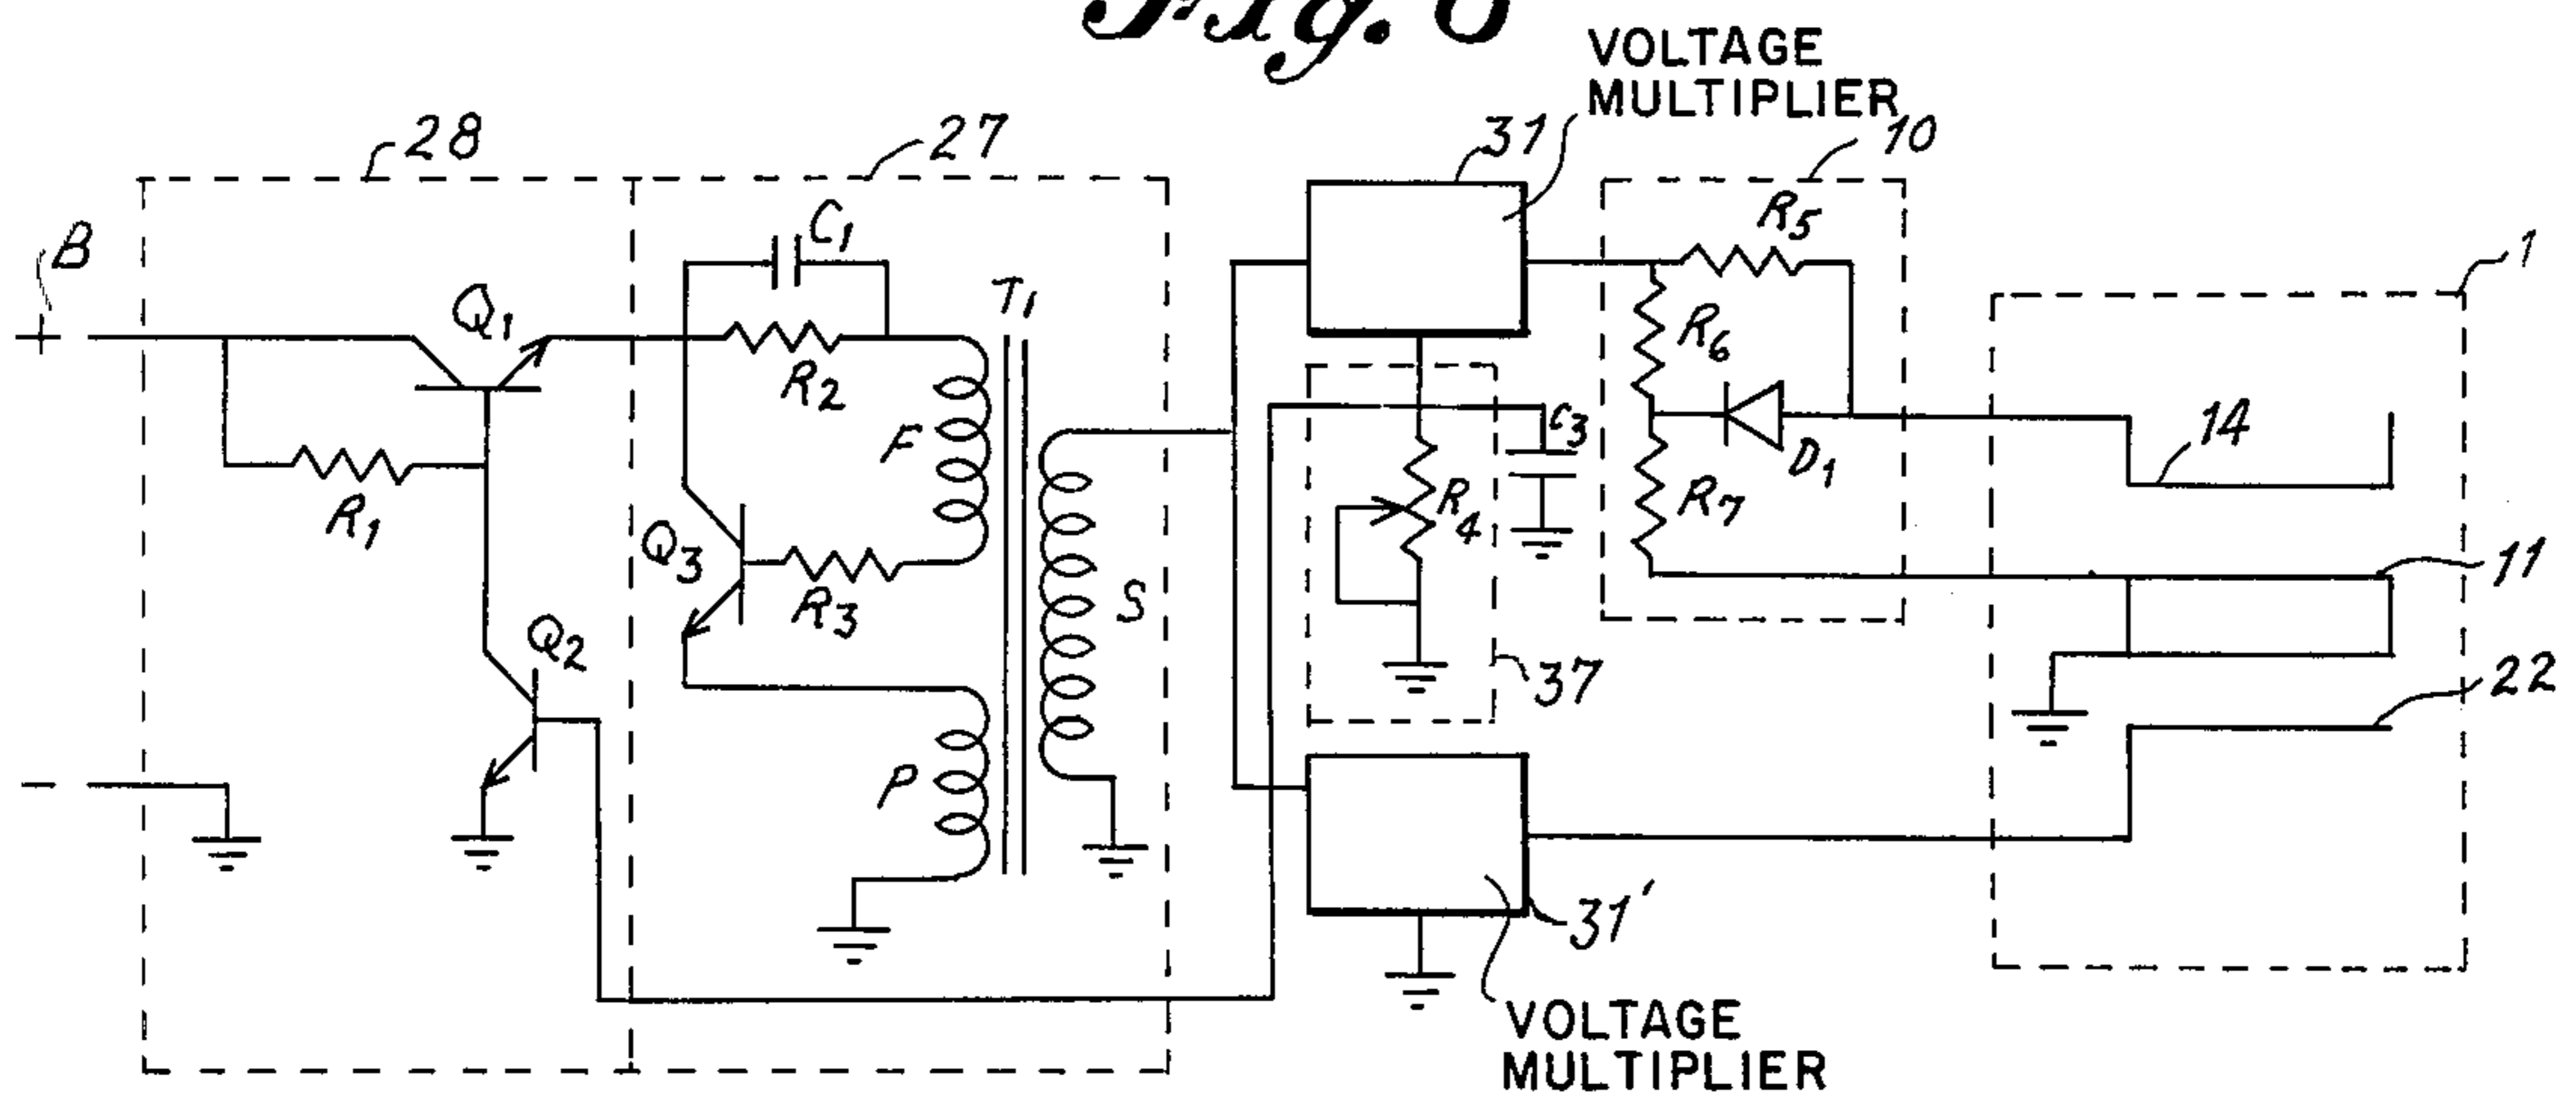 Fig.
VOLTAGE
MULTIPLIER
28
27
31
10
B
C1
R5
1
Q1
T1
R6
R2
C3
14
F
D1
R1
R4
R7
Q3
11
R3
S
Q2
37
22
P
31'
VOLTAGE
MULTIPLIER